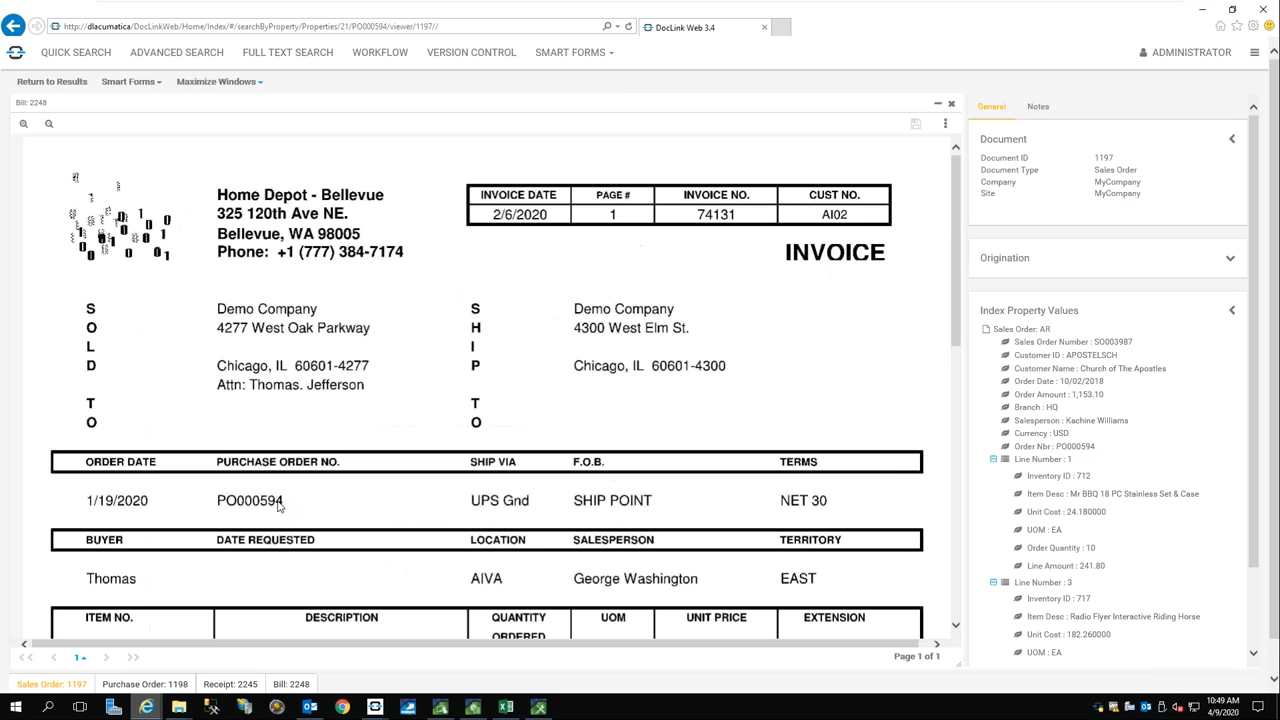 http://dlacumatica/DocLinkWeb/Home/Index/#/searchByProperty/Properties/21/PO000594/viewer/1197//
DocLink Web 3.4
QUICK SEARCH ADVANCED SEARCH FULL TEXT SEARCH WORKFLOW VERSION CONTROL SMART FORMS ADMINISTRATOR
Return to Results Smart Forms Maximize Windows
Bill: 2248
Home Depot - Bellevue
325 120th Ave NE.
Bellevue, WA 98005
Phone: +1 (777) 384-7174
INVOICE DATE PAGE # INVOICE NO. CUST NO.
2/6/2020 1 74131 AI02
INVOICE
SOLD TO
Demo Company
4277 West Oak Parkway
Chicago, IL 60601-4277
Attn: Thomas. Jefferson
SHIP TO
Demo Company
4300 West Elm St.
Chicago, IL 60601-4300
ORDER DATE PURCHASE ORDER NO. SHIP VIA F.O.B. TERMS
1/19/2020 PO000594 UPS Gnd SHIP POINT NET 30
BUYER DATE REQUESTED LOCATION SALESPERSON TERRITORY
Thomas AIVA George Washington EAST
ITEM NO. DESCRIPTION QUANTITY UOM UNIT PRICE EXTENSION
ORDERED
1
Page 1 of 1
General Notes
Document
Document ID 1197
Document Type Sales Order
Company MyCompany
Site MyCompany
Origination
Index Property Values
Sales Order: AR
Sales Order Number : SO003987
Customer ID : APOSTELSCH
Customer Name : Church of The Apostles
Order Date : 10/02/2018
Order Amount : 1,153.10
Branch : HQ
Salesperson : Kachine Williams
Currency : USD
Order Nbr : PO000594
Line Number : 1
Inventory ID : 712
Item Desc : Mr BBQ 18 PC Stainless Set & Case
Unit Cost : 24.180000
UOM : EA
Order Quantity : 10
Line Amount : 241.80
Line Number : 3
Inventory ID : 717
Item Desc : Radio Flyer Interactive Riding Horse
Unit Cost : 182.260000
UOM : EA
Sales Order: 1197 Purchase Order: 1198 Receipt: 2245 Bill: 2248
10:49 AM
4/9/2020